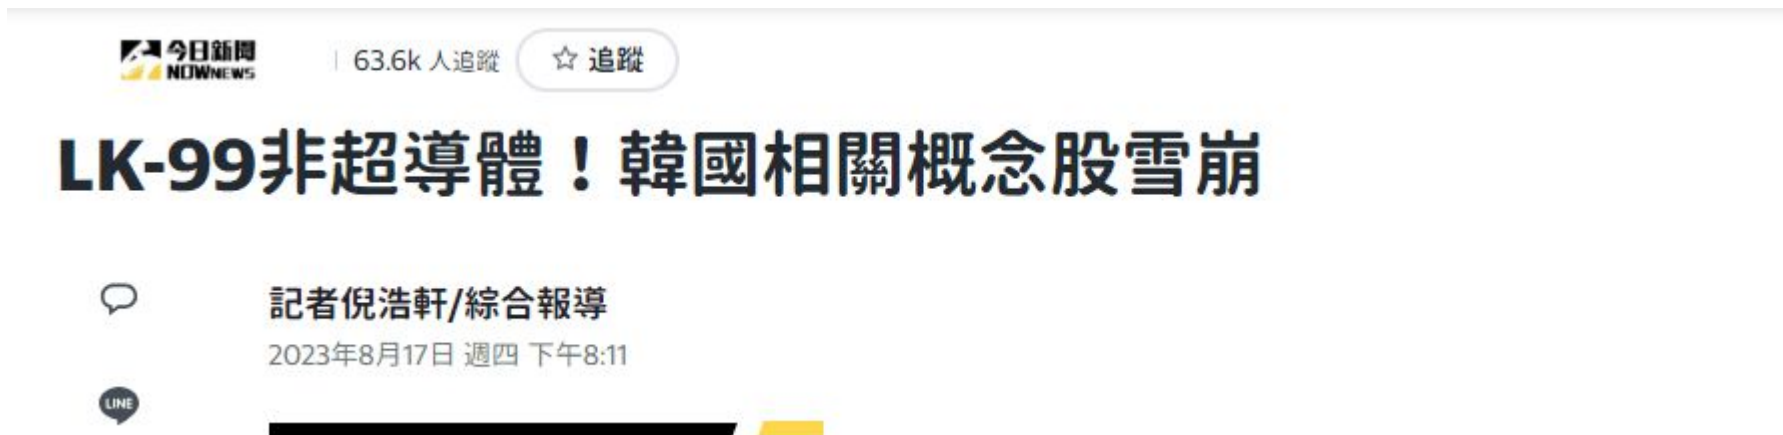 今日新聞
NOWNEWS
63.6k 人追蹤
☆ 追蹤
LK-99非超導體！韓國相關概念股雪崩
記者倪浩軒/綜合報導
2023年8月17日 週四 下午8:11
LINE